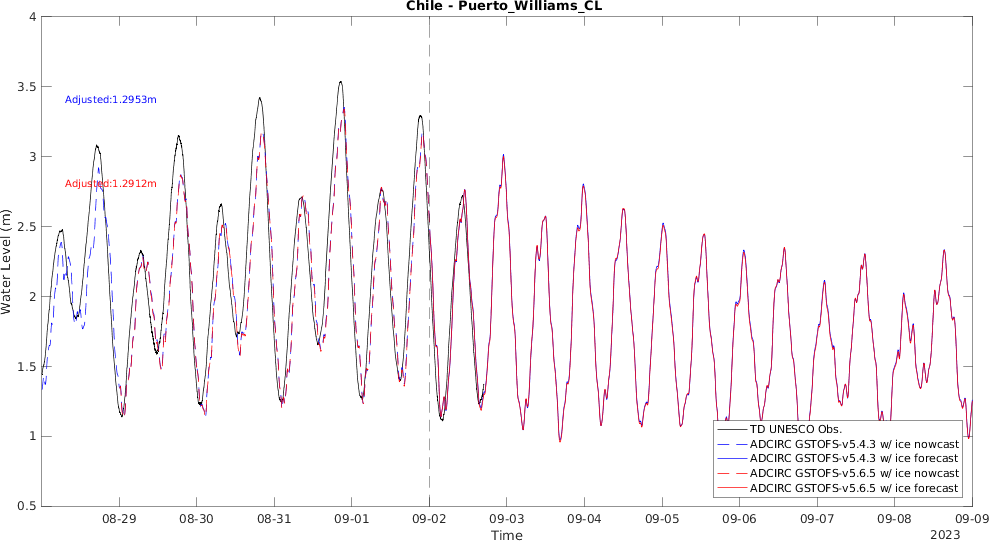 Chile - Puerto_Williams_CL
Water Level (m)
4
3.5
3
2.5
2
1.5
1
0.5
Adjusted:1.2953m
Adjusted:1.2912m
TD UNESCO Obs.
ADCIRC GSTOFS-v5.4.3 w/ ice nowcast
ADCIRC GSTOFS-v5.4.3 w/ ice forecast
ADCIRC GSTOFS-v5.6.5 w/ ice nowcast
ADCIRC GSTOFS-v5.6.5 w/ ice forecast
08-29 08-30 08-31 09-01 09-02 09-03 09-04 09-05 09-06 09-07 09-08 09-09
Time
2023